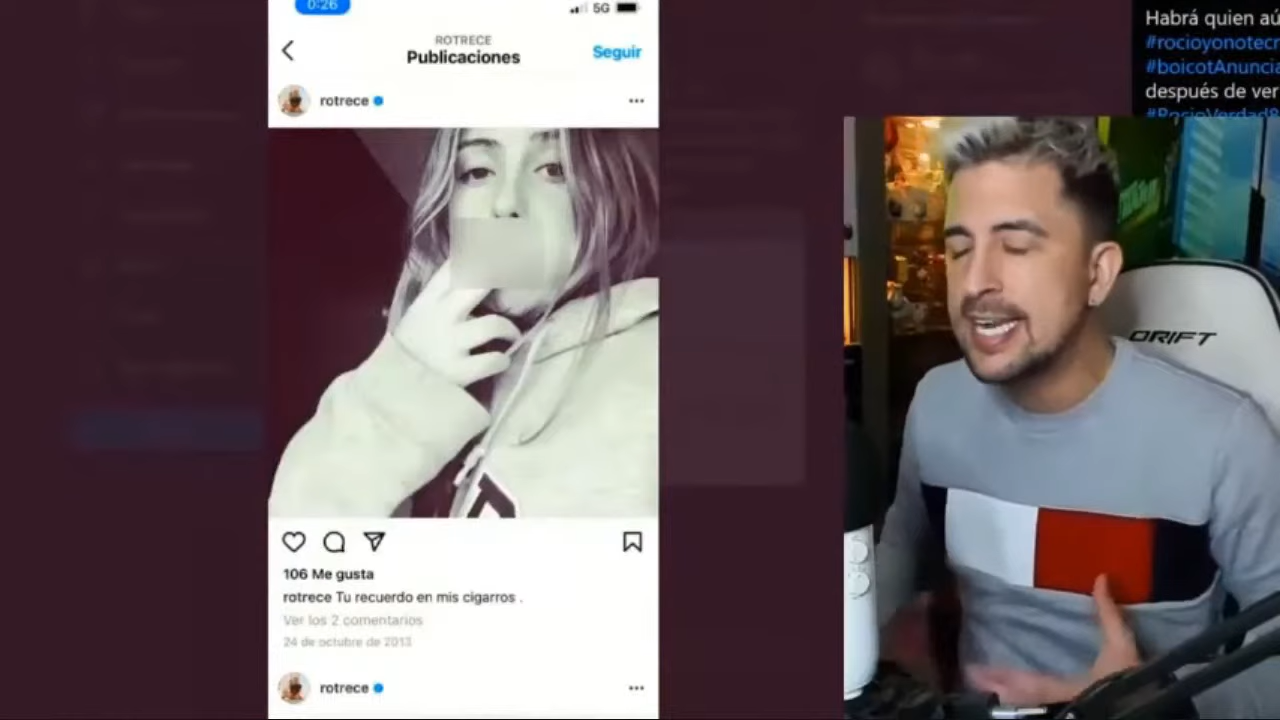 0:26
5G
ROTRECE
Publicaciones
Seguir
rotrece
106 Me gusta
rotrece Tu recuerdo en mis cigarros .
Ver los 2 comentarios
24 de octubre de 2013
rotrece
Habrá quien aú
#rocioyonotecr
#boicotAnuncia
después de ver
#RocioVerdad8
DRIFT